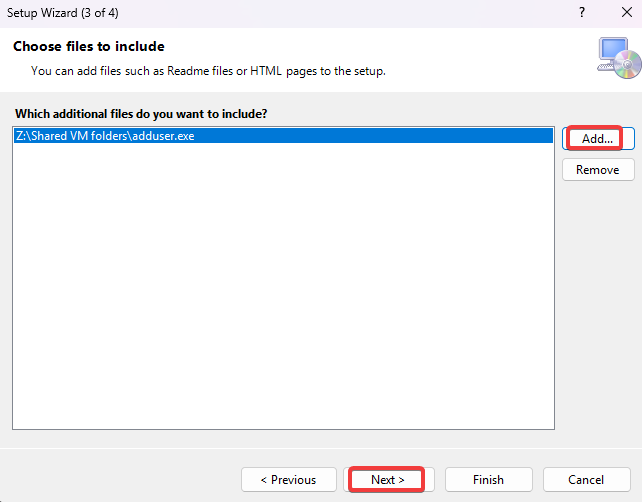 Setup Wizard (3 of 4)
Choose files to include
You can add files such as Readme files or HTML pages to the setup.
Which additional files do you want to include?
Z:\Shared VM folders\adduser.exe
Add...
Remove
< Previous
Next >
Finish
Cancel